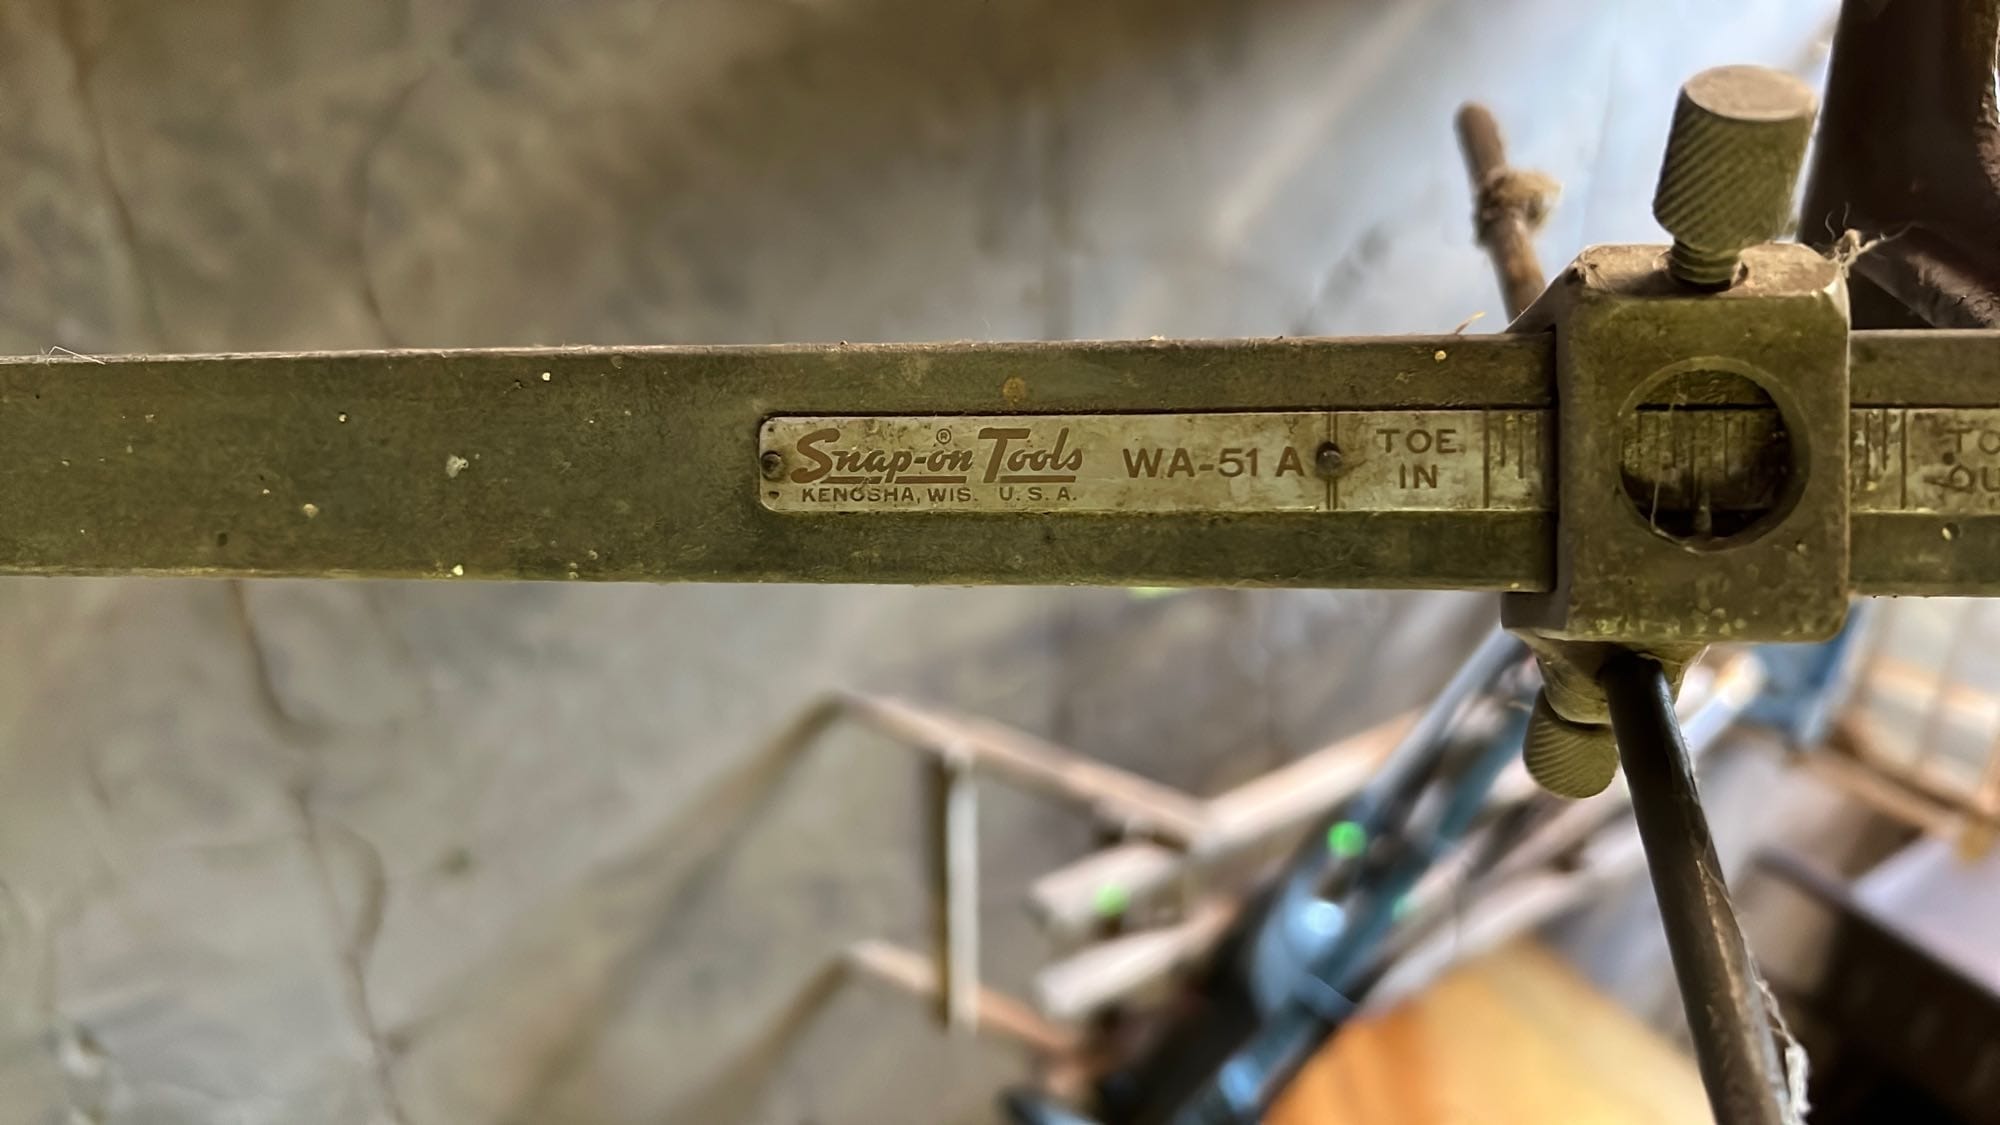 Snap-on® Tools WA-51 A
KENOSHA, WIS. U.S.A.
TOE
IN